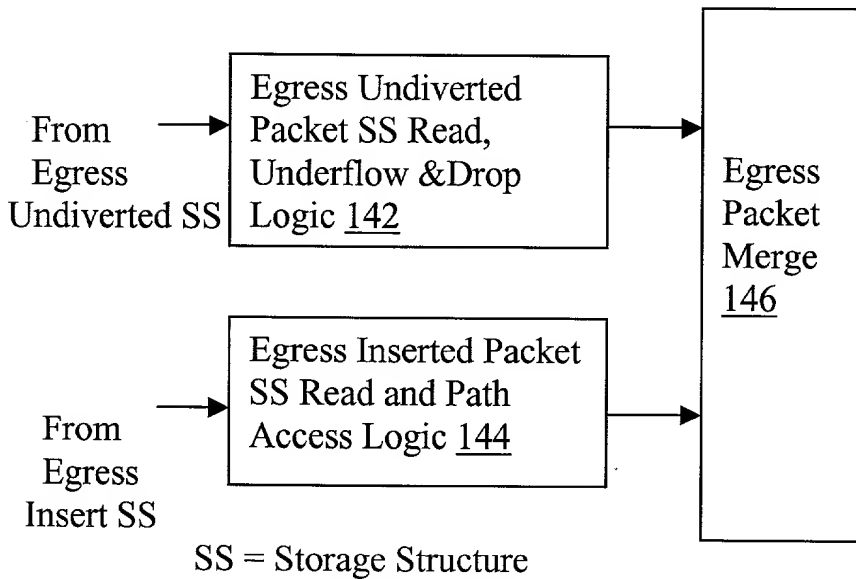 From
Egress
Undiverted SS
Egress Undiverted
Packet SS Read,
Underflow &Drop
Logic 142
From
Egress
Insert SS
Egress Inserted Packet
SS Read and Path
Access Logic 144
Egress
Packet
Merge
146
SS = Storage Structure